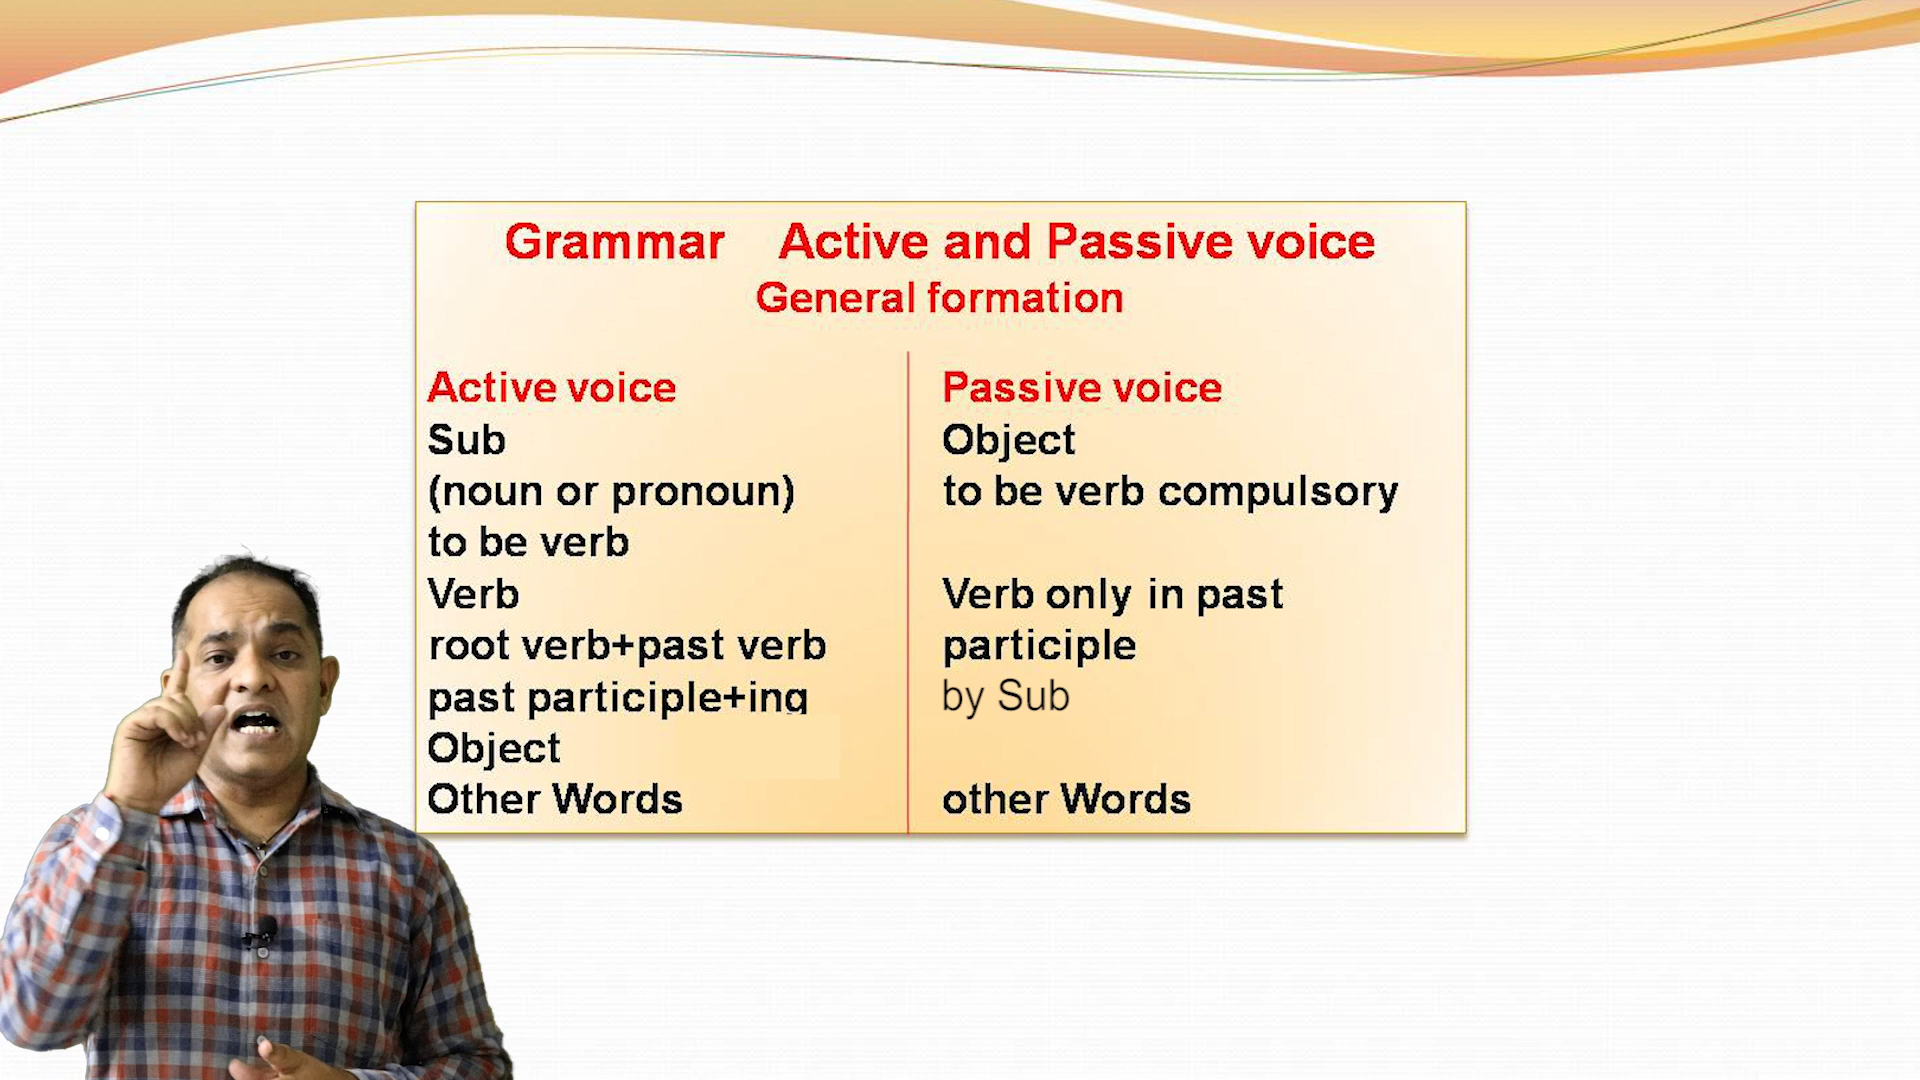 Grammar Active and Passive voice
General formation
Active voice
Sub
(noun or pronoun)
to be verb
Verb
root verb+past verb
past participle+ing
Object
Other Words
Passive voice
Object
to be verb compulsory
Verb only in past
participle
by Sub
other Words